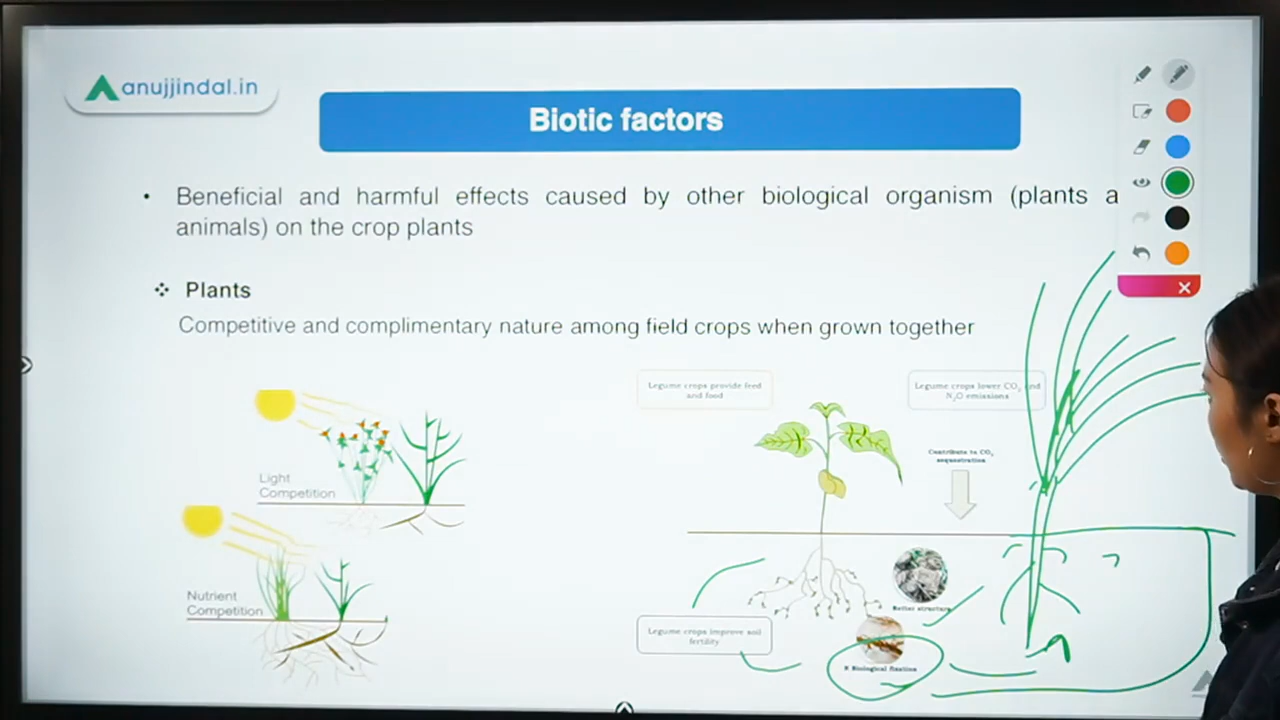 anujjindal.in
Biotic factors
• Beneficial and harmful effects caused by other biological organism (plants a
animals) on the crop plants
❖ Plants
Competitive and complimentary nature among field crops when grown together
Light
Competition
Nutrient
Competition
Legume crops provide feed
and food
Legume crops lower CO₂ and
N₂O emissions
Contribute to CO₂
sequestration
Better structure
Legume crops improve soil
fertility
N Biological fixation